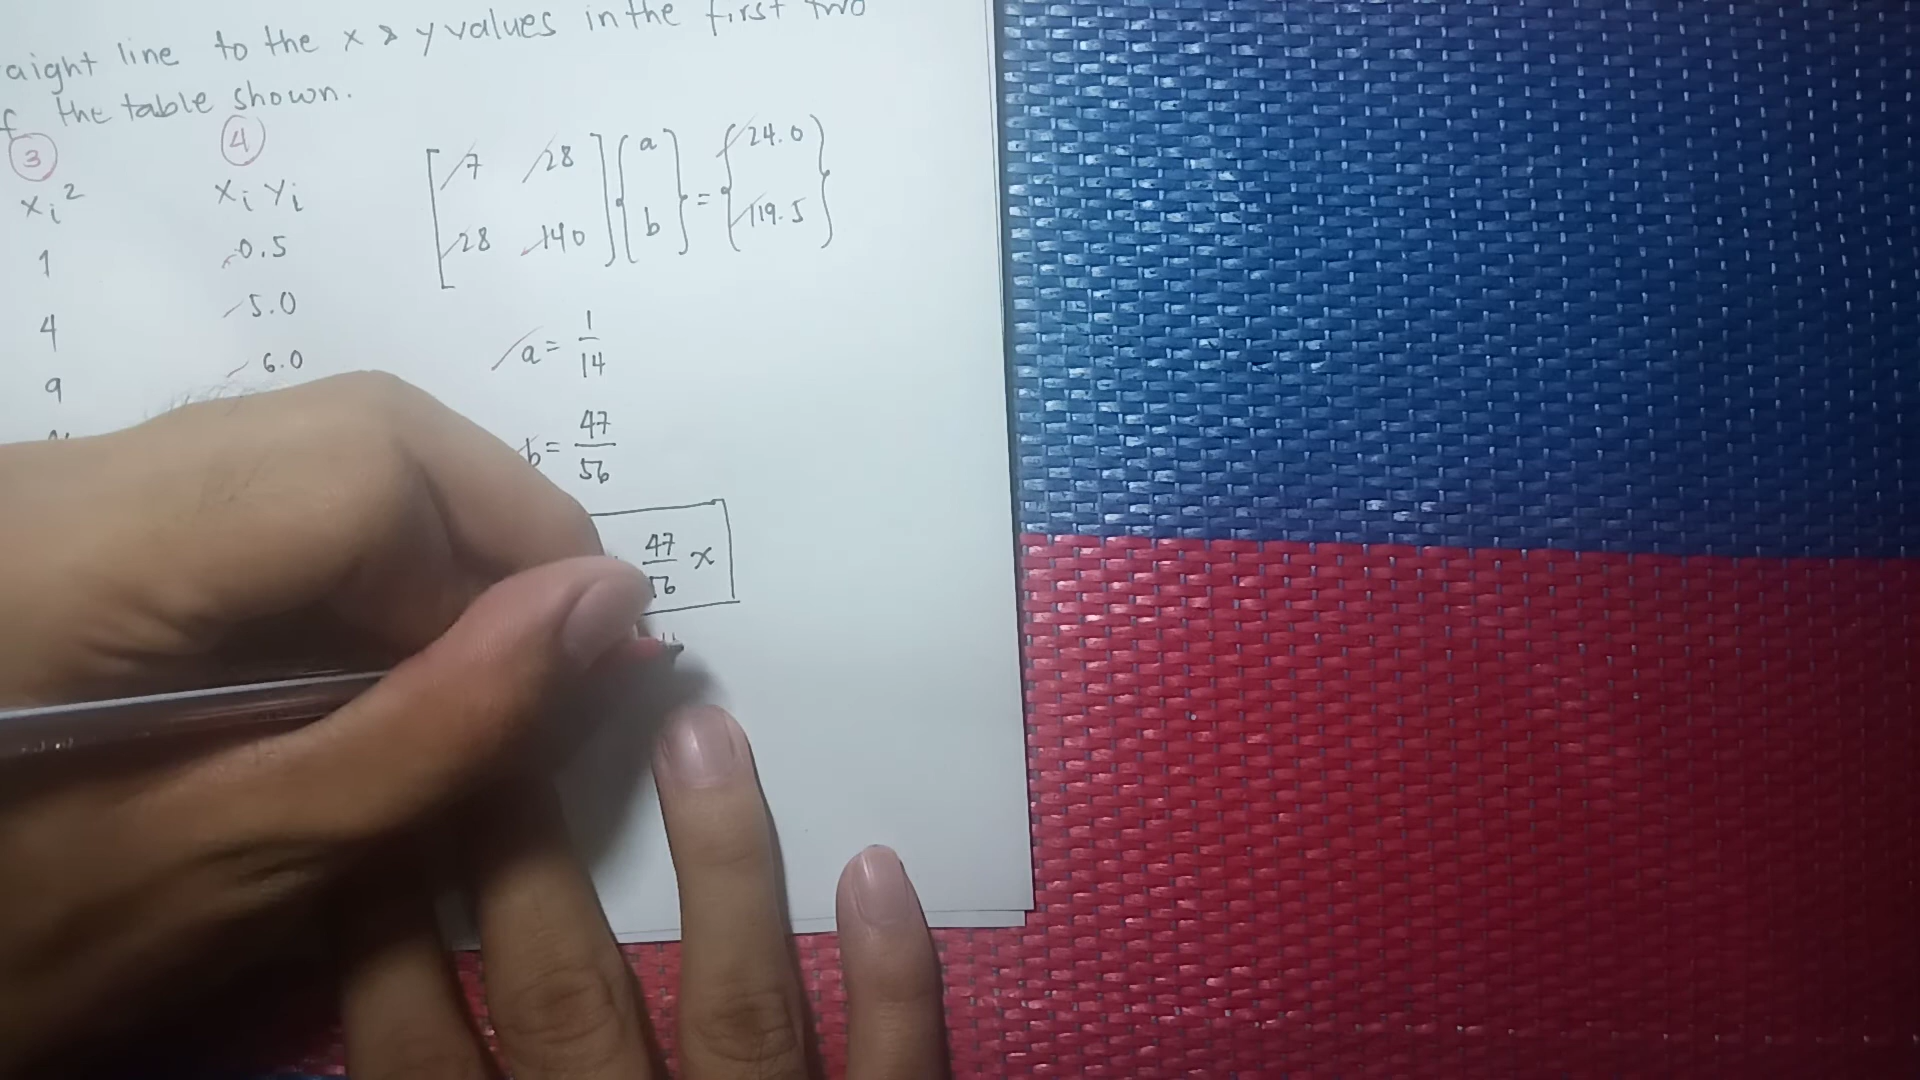 line to the x & y values in the first two
the table shown.
3
4
xi²
xi yi
1
0.5
4
5.0
9
6.0
[7 28] {a} = {24.0}
[28 140] {b} = {119.5}
a = 1/14
b = 47/56
47/56 x